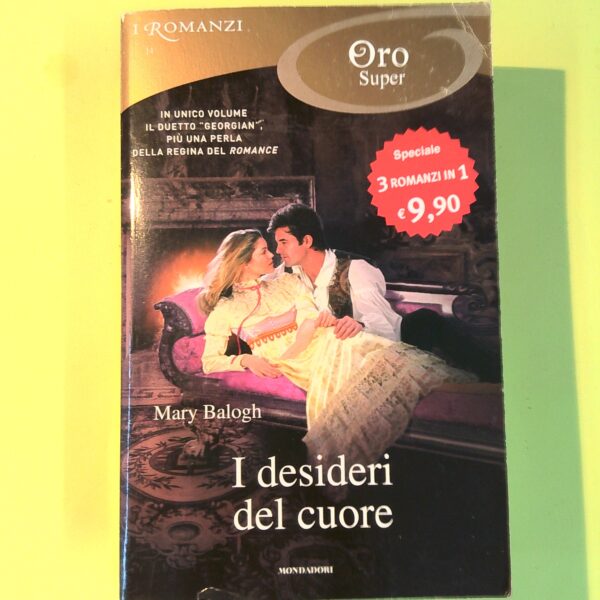 I ROMANZI
Oro
Super
IN UNICO VOLUME
IL DUETTO "GEORGIAN",
PIÙ UNA PERLA
DELLA REGINA DEL ROMANCE
Speciale
3 ROMANZI IN 1
€ 9,90
Mary Balogh
I desideri
del cuore
MONDADORI